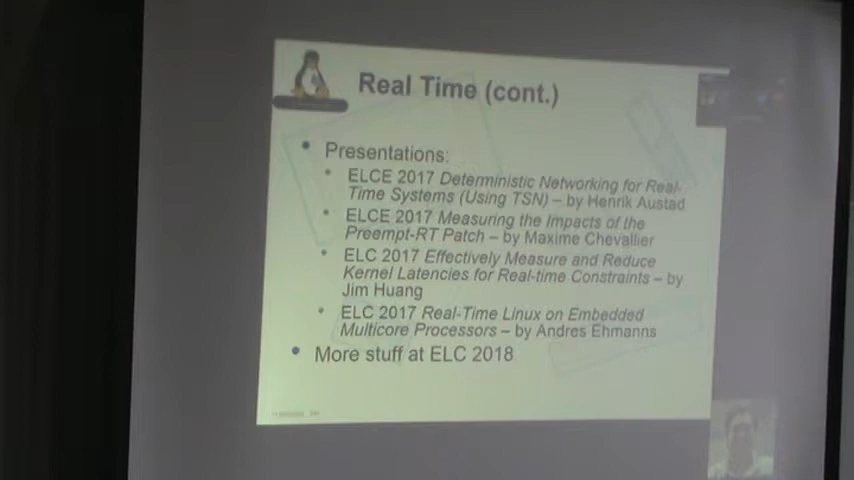 Real Time (cont.)
Presentations:
ELCE 2017 Deterministic Networking for Real-
Time Systems (Using TSN) – by Henrik Austad
ELCE 2017 Measuring the Impacts of the
Preempt-RT Patch – by Maxime Chevallier
ELC 2017 Effectively Measure and Reduce
Kernel Latencies for Real-time Constraints – by
Jim Huang
ELC 2017 Real-Time Linux on Embedded
Multicore Processors – by Andres Ehmanns
More stuff at ELC 2018